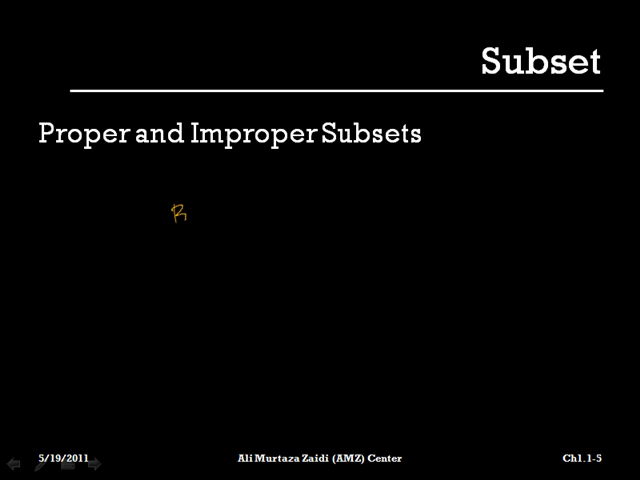 Subset
Proper and Improper Subsets
B
5/19/2011 Ali Murtaza Zaidi (AMZ) Center Ch1.1-5